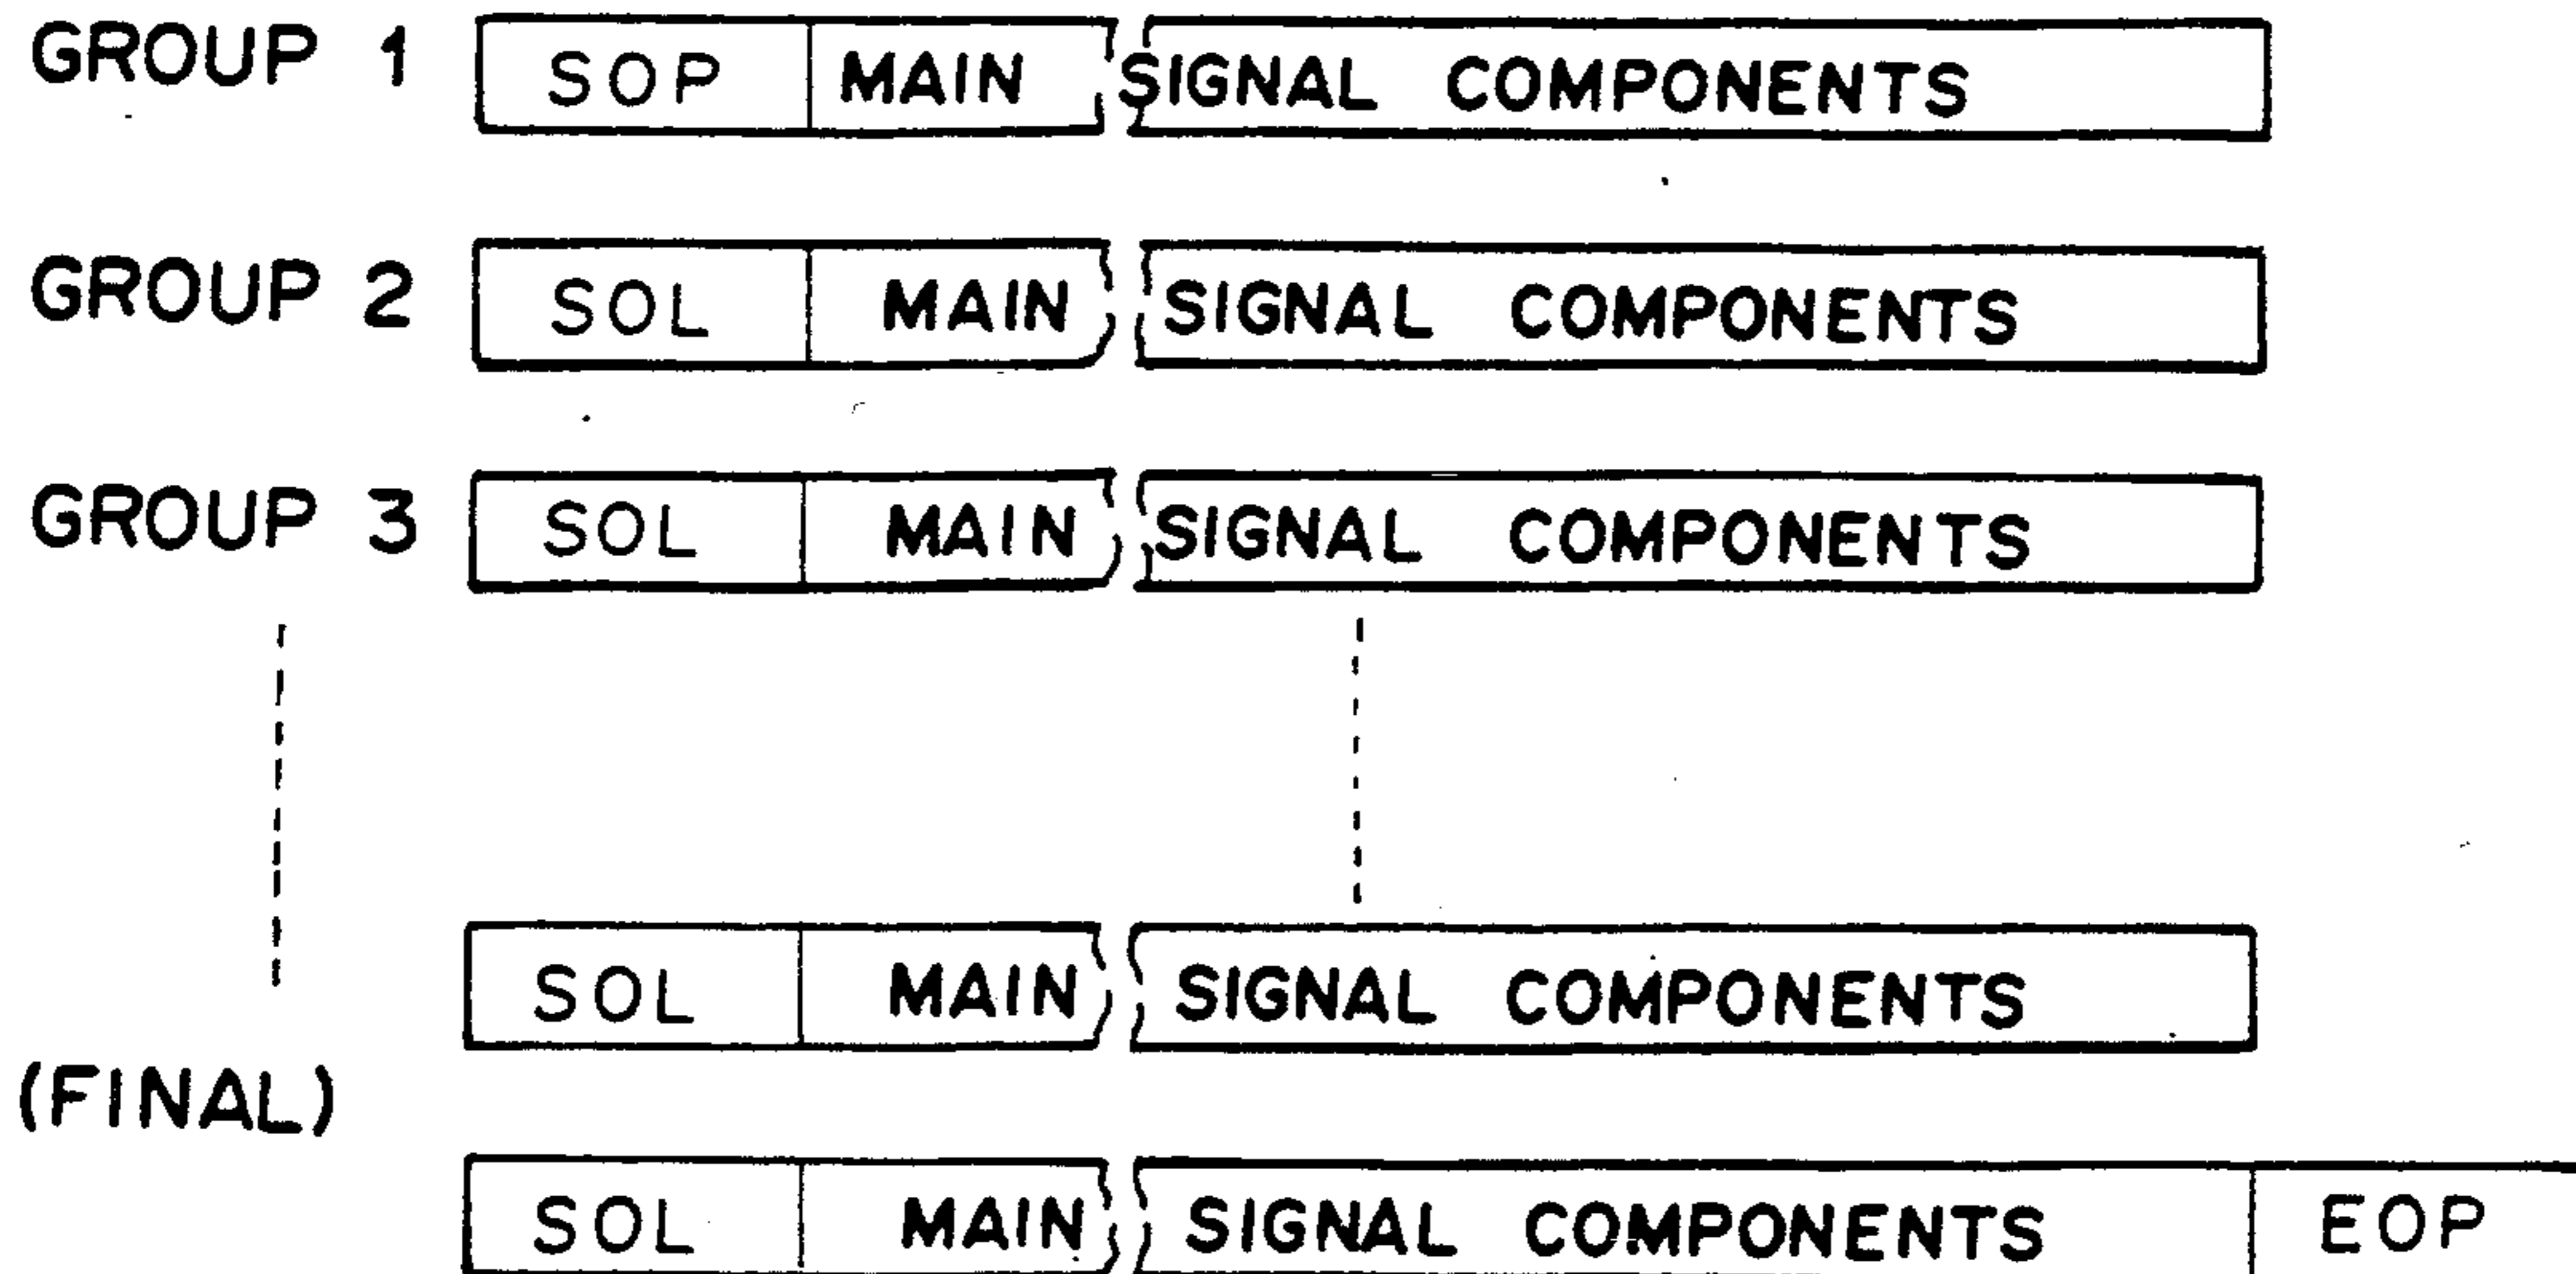 GROUP 1 SOP MAIN SIGNAL COMPONENTS
GROUP 2 SOL MAIN SIGNAL COMPONENTS
GROUP 3 SOL MAIN SIGNAL COMPONENTS
SOL MAIN SIGNAL COMPONENTS
(FINAL)
SOL MAIN SIGNAL COMPONENTS EOP